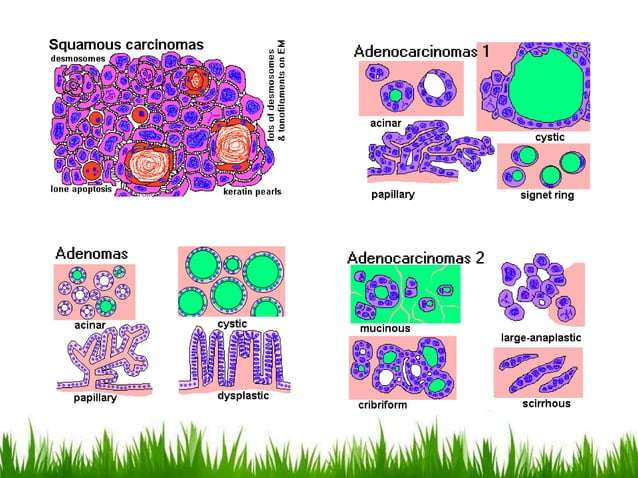 Squamous carcinomas
desmosomes
lots of desmosomes
& tonofilaments on EM
lone apoptosis
keratin pearls
Adenocarcinomas 1
acinar
cystic
papillary
signet ring
Adenomas
acinar
cystic
papillary
dysplastic
Adenocarcinomas 2
mucinous
large-anaplastic
cribriform
scirrhous